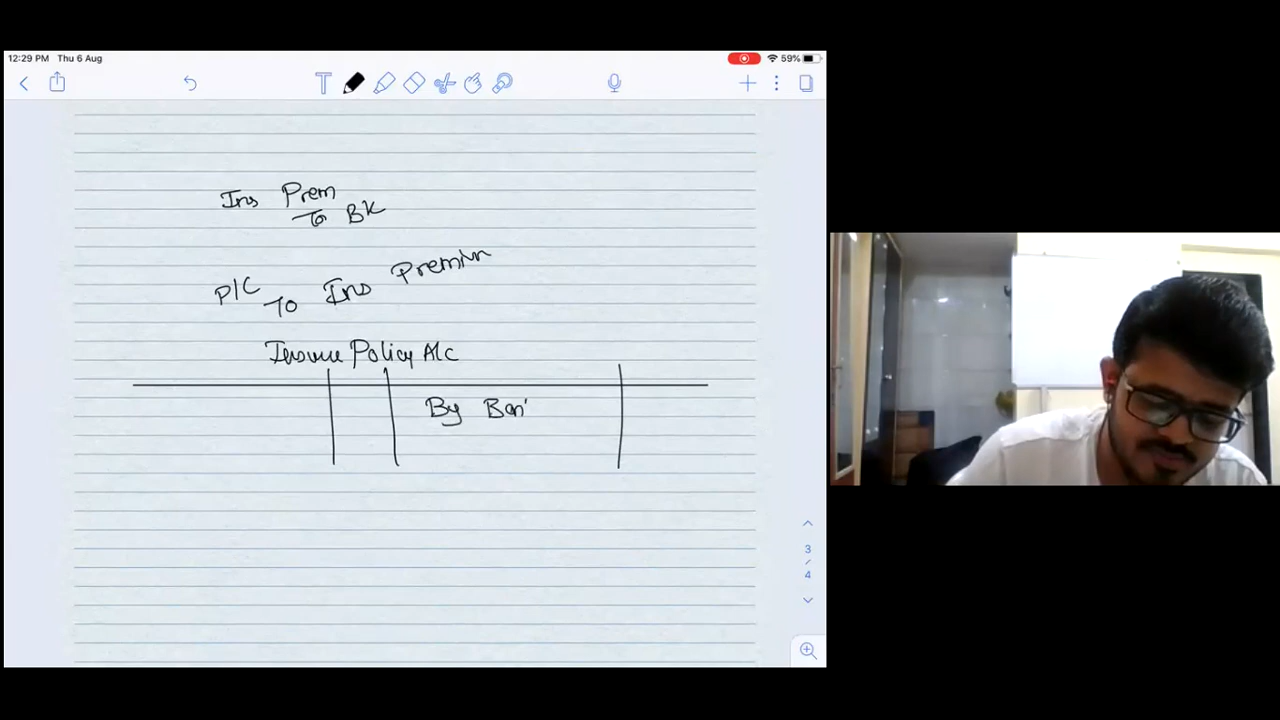 12:29 PM Thu 6 Aug
59%
T
Ins Prem
To BK
P/C
To Ins Premium
Policy A/c
By Ban
3
/
4